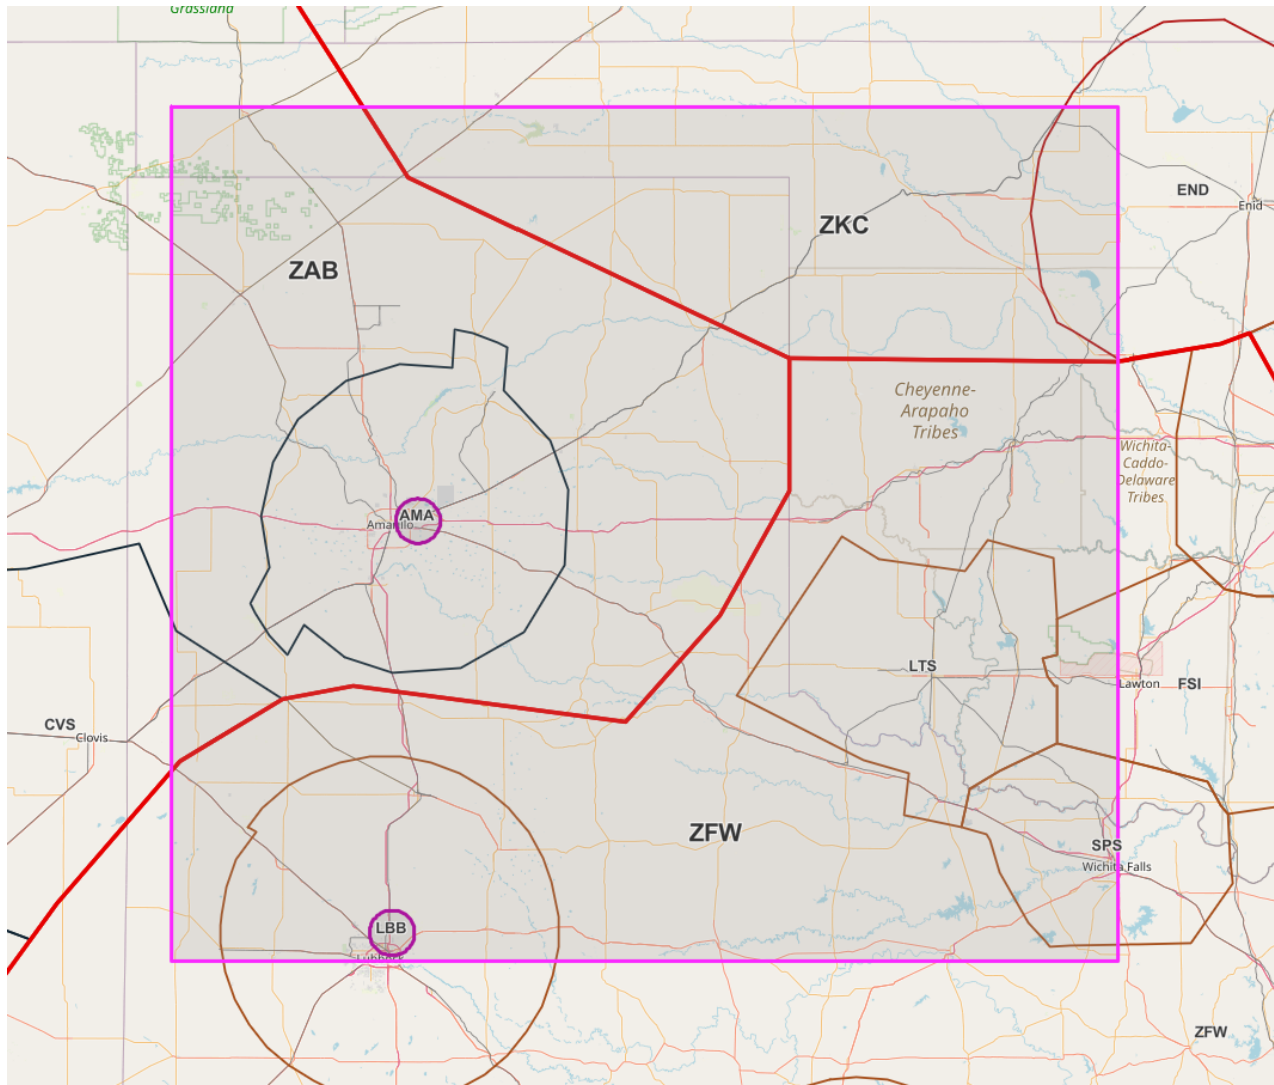 Grassland
END
Enid
ZKC
ZAB
Cheyenne-
Arapaho
Tribes
Wichita-
Caddo-
Delaware
Tribes
AMA
Amarillo
LTS
Lawton
FSI
CVS
Clovis
ZFW
SPS
Wichita Falls
LBB
Lubbock
ZFW